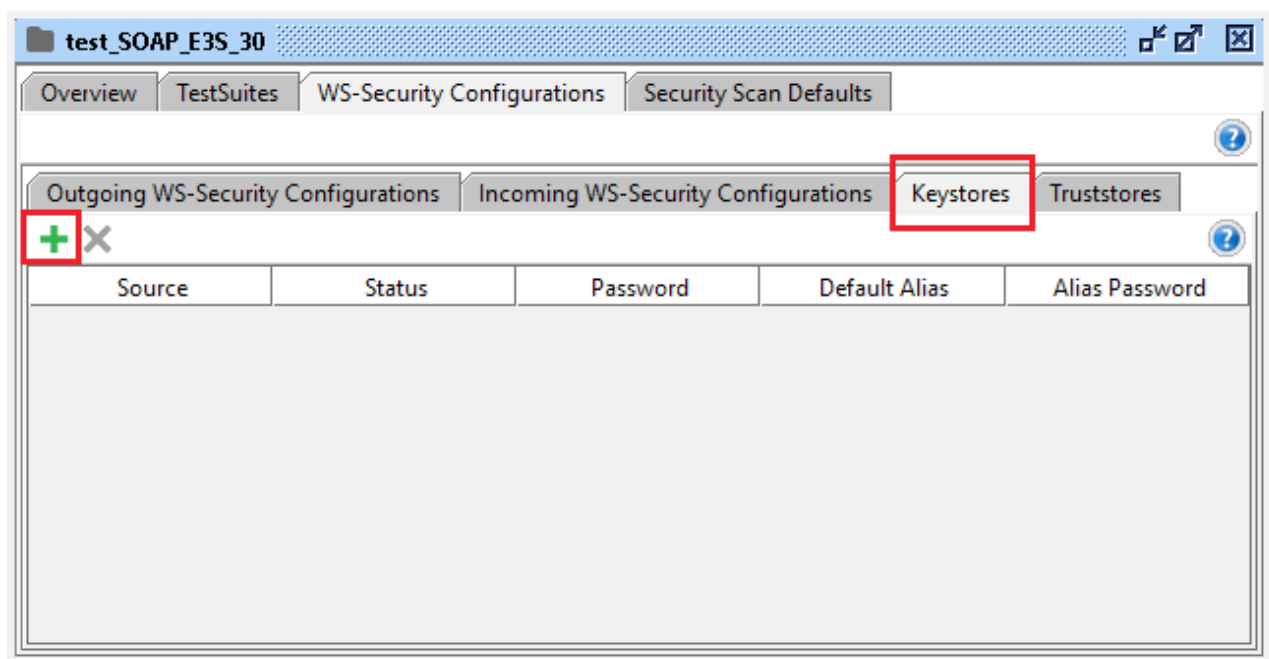 test_SOAP_E3S_30
Overview TestSuites WS-Security Configurations Security Scan Defaults
?
Outgoing WS-Security Configurations Incoming WS-Security Configurations Keystores Truststores
?
Source Status Password Default Alias Alias Password